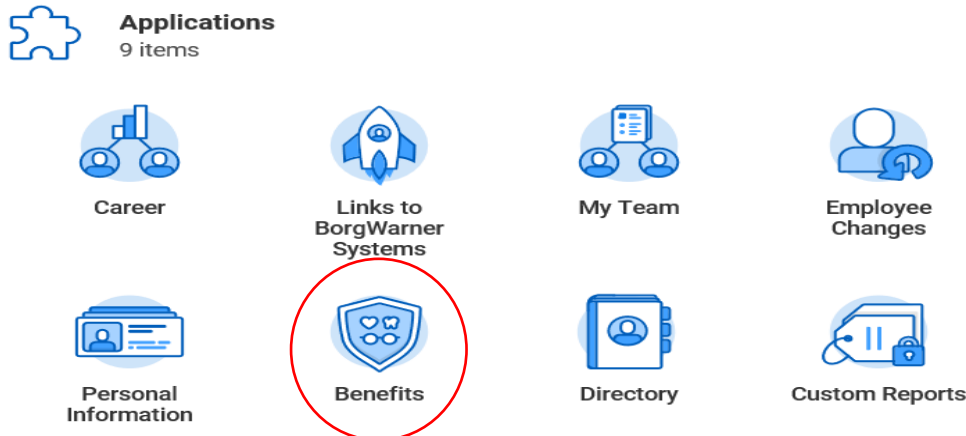 Applications
9 items
Career
Links to
BorgWarner
Systems
My Team
Employee
Changes
Personal
Information
Benefits
Directory
Custom Reports